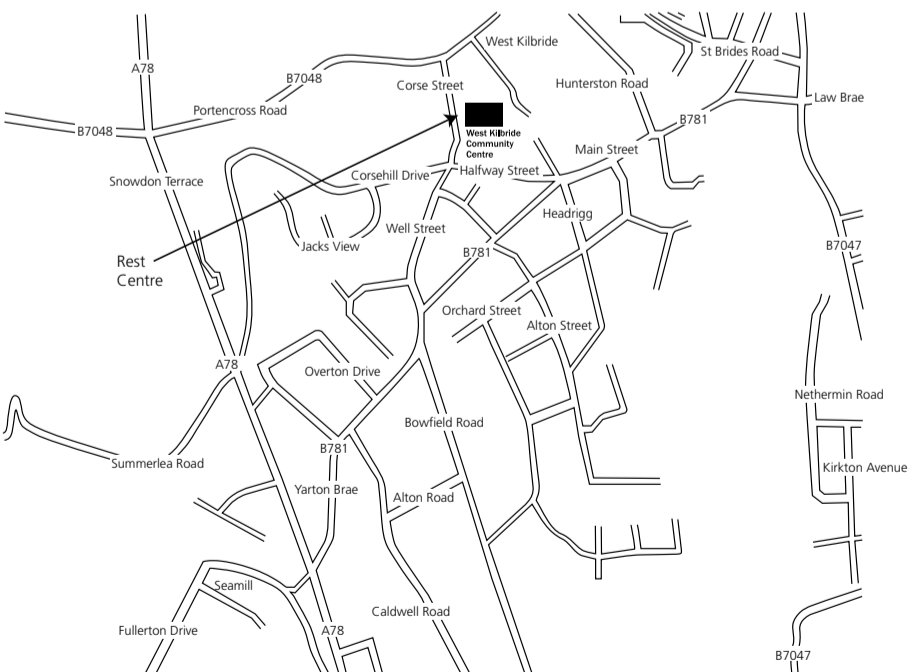 West Kilbride
St Brides Road
A78
B7048
Corse Street
Hunterston Road
Law Brae
Portencross Road
B7048
B781
West Kilbride
Community
Centre
Main Street
Snowdon Terrace
Corsehill Drive
Halfway Street
Headrigg
Well Street
Jacks View
B781
B7047
Rest
Centre
Orchard Street
Alton Street
A78
Overton Drive
Nethermin Road
Bowfield Road
B781
Summerlea Road
Kirkton Avenue
Yarton Brae
Alton Road
Seamill
Caldwell Road
Fullerton Drive
A78
B7047